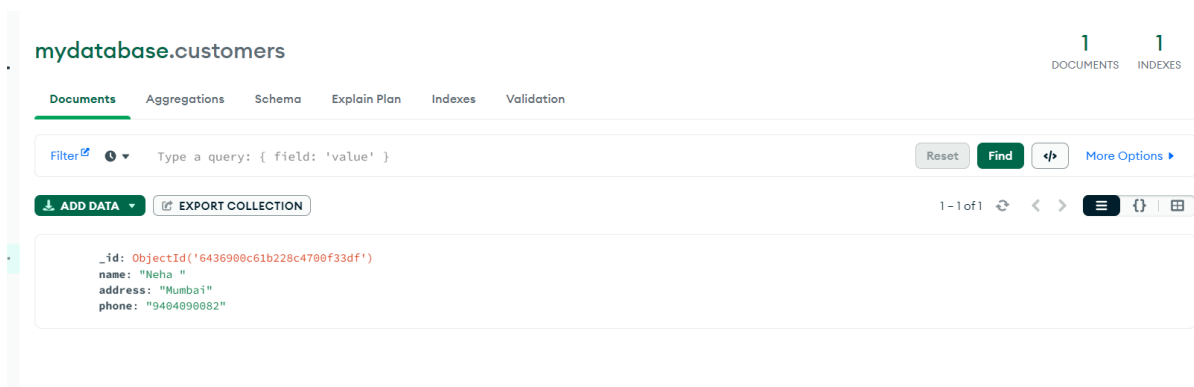 mydatabase.customers
1 1
DOCUMENTS INDEXES
Documents Aggregations Schema Explain Plan Indexes Validation
Filter Type a query: { field: 'value' } Reset Find </> More Options
ADD DATA EXPORT COLLECTION 1 – 1 of 1 {}
_id: ObjectId('6436900c61b228c4700f33df')
name: "Neha "
address: "Mumbai"
phone: "9404090082"